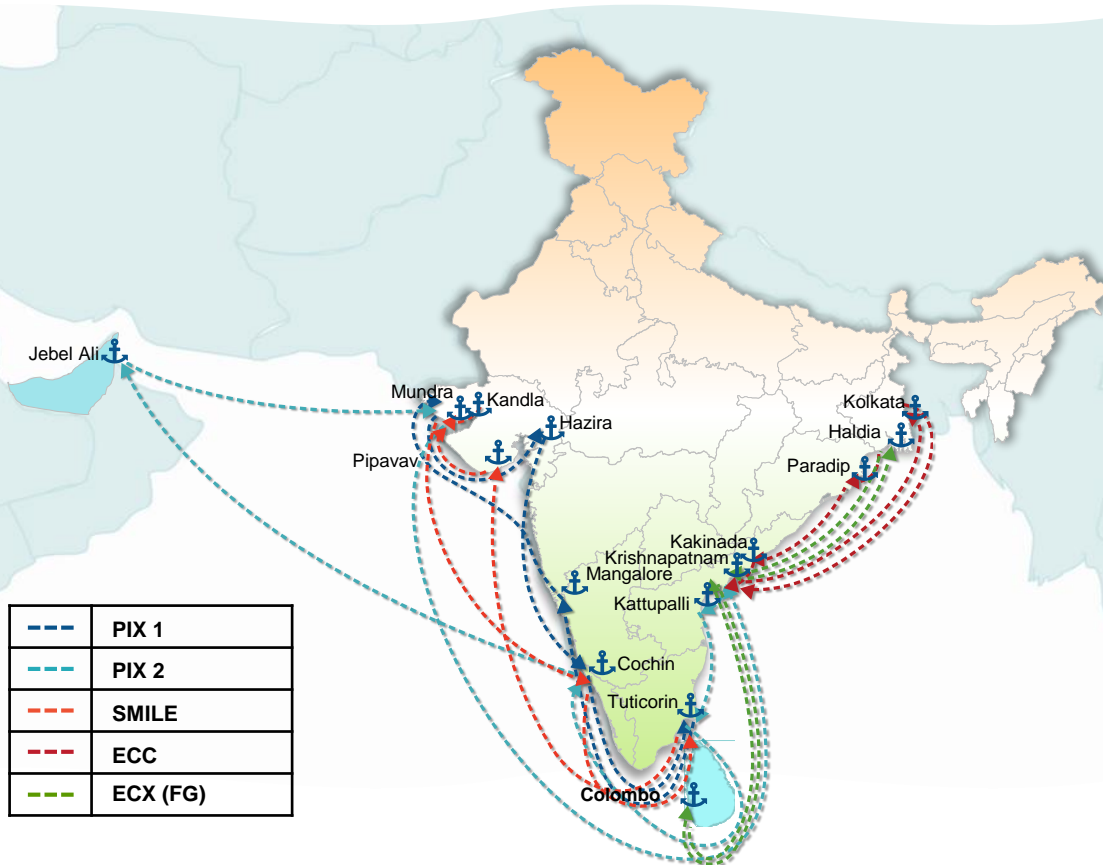 Jebel Ali
Mundra
Kandla
Hazira
Pipavav
Kolkata
Haldia
Paradip
Kakinada
Krishnapatnam
Mangalore
Kattupalli
Cochin
Tuticorin
Colombo
PIX 1
PIX 2
SMILE
ECC
ECX (FG)